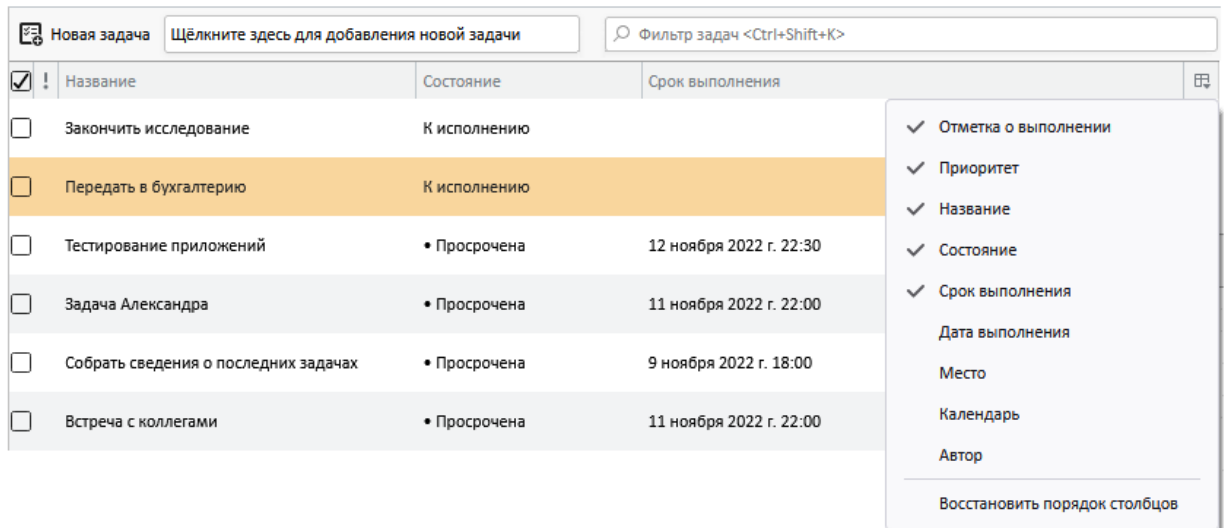 Новая задача Щёлкните здесь для добавления новой задачи Фильтр задач <Ctrl+Shift+K>
! Название Состояние Срок выполнения
Закончить исследование К исполнению
Передать в бухгалтерию К исполнению
Тестирование приложений • Просрочена 12 ноября 2022 г. 22:30
Задача Александра • Просрочена 11 ноября 2022 г. 22:00
Собрать сведения о последних задачах • Просрочена 9 ноября 2022 г. 18:00
Встреча с коллегами • Просрочена 11 ноября 2022 г. 22:00
Отметка о выполнении
Приоритет
Название
Состояние
Срок выполнения
Дата выполнения
Место
Календарь
Автор
Восстановить порядок столбцов